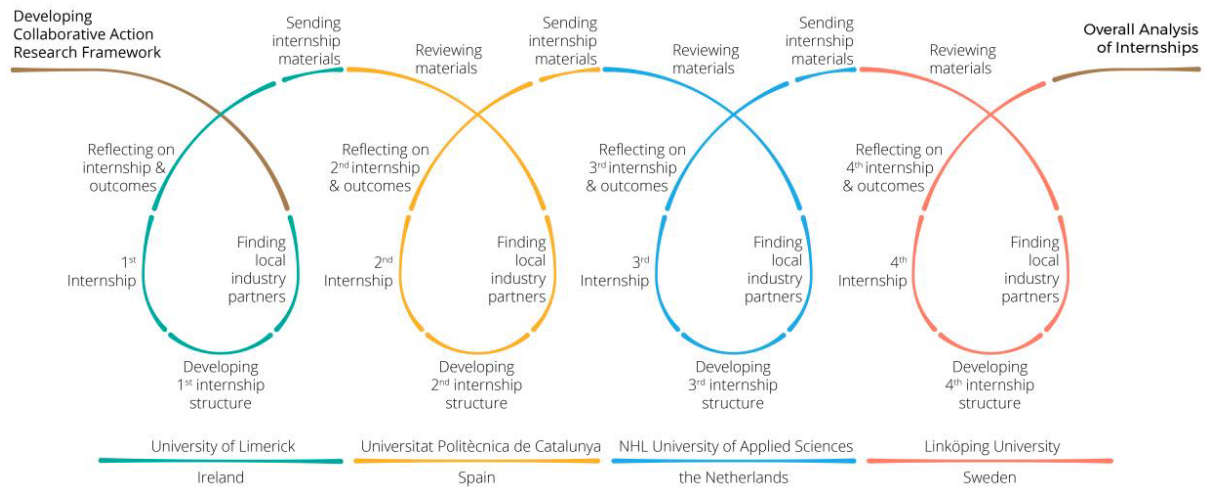 Developing
Collaborative Action
Research Framework
Sending
internship
materials
Reviewing
materials
Sending
internship
materials
Reviewing
materials
Sending
internship
materials
Reviewing
materials
Overall Analysis
of Internships
Reflecting on
internship &
outcomes
Reflecting on
2nd internship
& outcomes
Reflecting on
3rd internship
& outcomes
Reflecting on
4th internship
& outcomes
1st
Internship
Finding
local
industry
partners
2nd
Internship
Finding
local
industry
partners
3rd
Internship
Finding
local
industry
partners
4th
Internship
Finding
local
industry
partners
Developing
1st internship
structure
Developing
2nd internship
structure
Developing
3rd internship
structure
Developing
4th internship
structure
University of Limerick
Ireland
Universitat Politècnica de Catalunya
Spain
NHL University of Applied Sciences
the Netherlands
Linköping University
Sweden